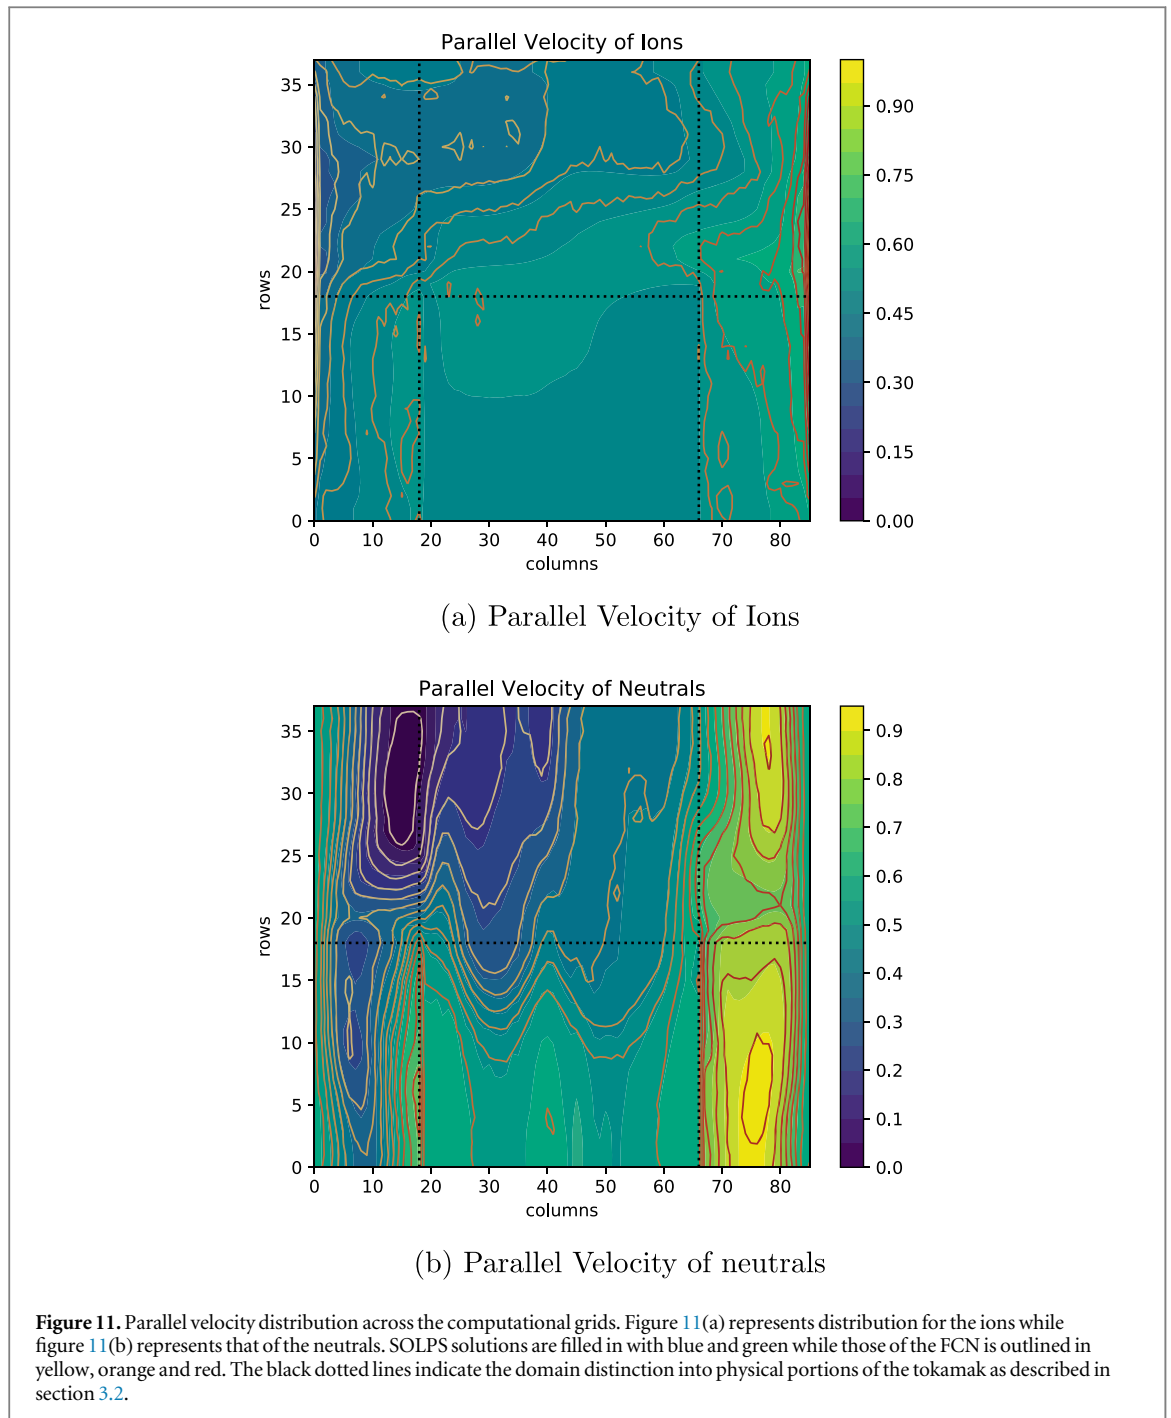 Parallel Velocity of Ions
35
30
25
20
15
10
5
0
rows
0 10 20 30 40 50 60 70 80
columns
0.90
0.75
0.60
0.45
0.30
0.15
0.00
(a) Parallel Velocity of Ions
Parallel Velocity of Neutrals
35
30
25
20
15
10
5
0
rows
0 10 20 30 40 50 60 70 80
columns
0.9
0.8
0.7
0.6
0.5
0.4
0.3
0.2
0.1
0.0
(b) Parallel Velocity of neutrals
Figure 11. Parallel velocity distribution across the computational grids. Figure 11(a) represents distribution for the ions while
figure 11(b) represents that of the neutrals. SOLPS solutions are filled in with blue and green while those of the FCN is outlined in
yellow, orange and red. The black dotted lines indicate the domain distinction into physical portions of the tokamak as described in
section 3.2.